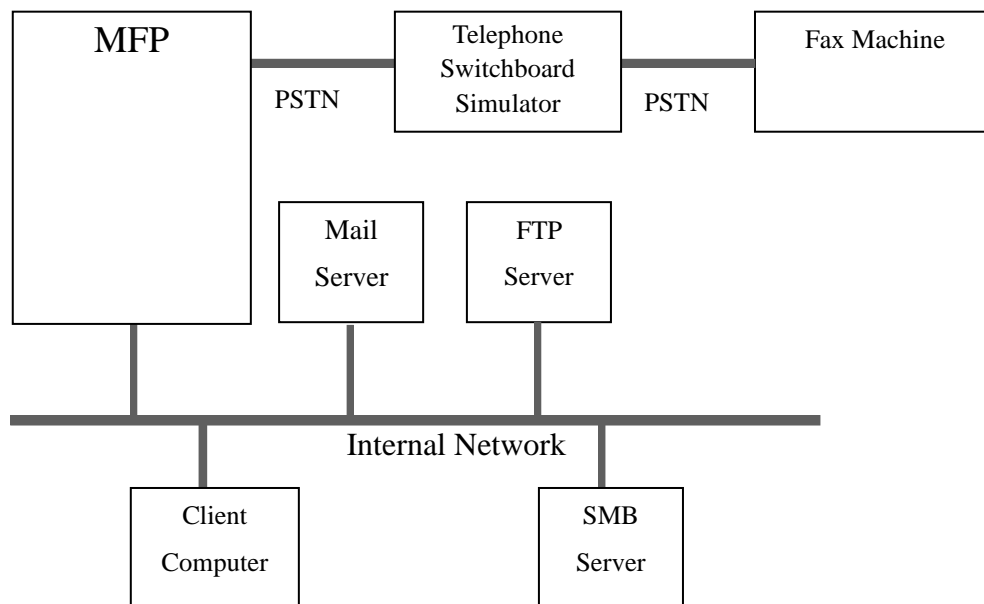 MFP
Telephone
Switchboard
Simulator
Fax Machine
PSTN
PSTN
Mail
Server
FTP
Server
Internal Network
Client
Computer
SMB
Server